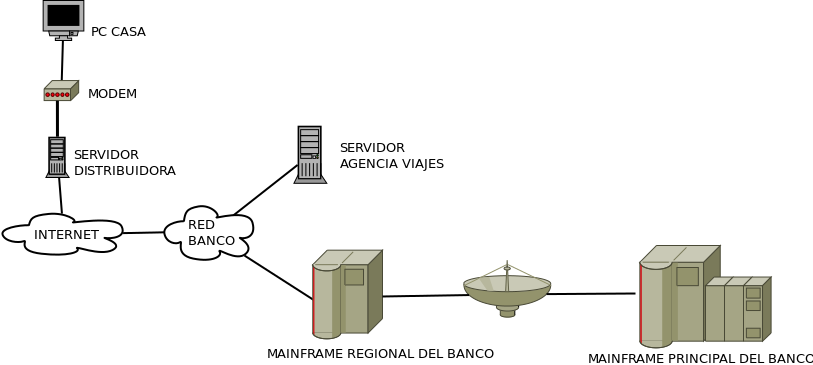 PC CASA
MODEM
SERVIDOR
DISTRIBUIDORA
SERVIDOR
AGENCIA VIAJES
INTERNET
RED
BANCO
MAINFRAME REGIONAL DEL BANCO
MAINFRAME PRINCIPAL DEL BANCO